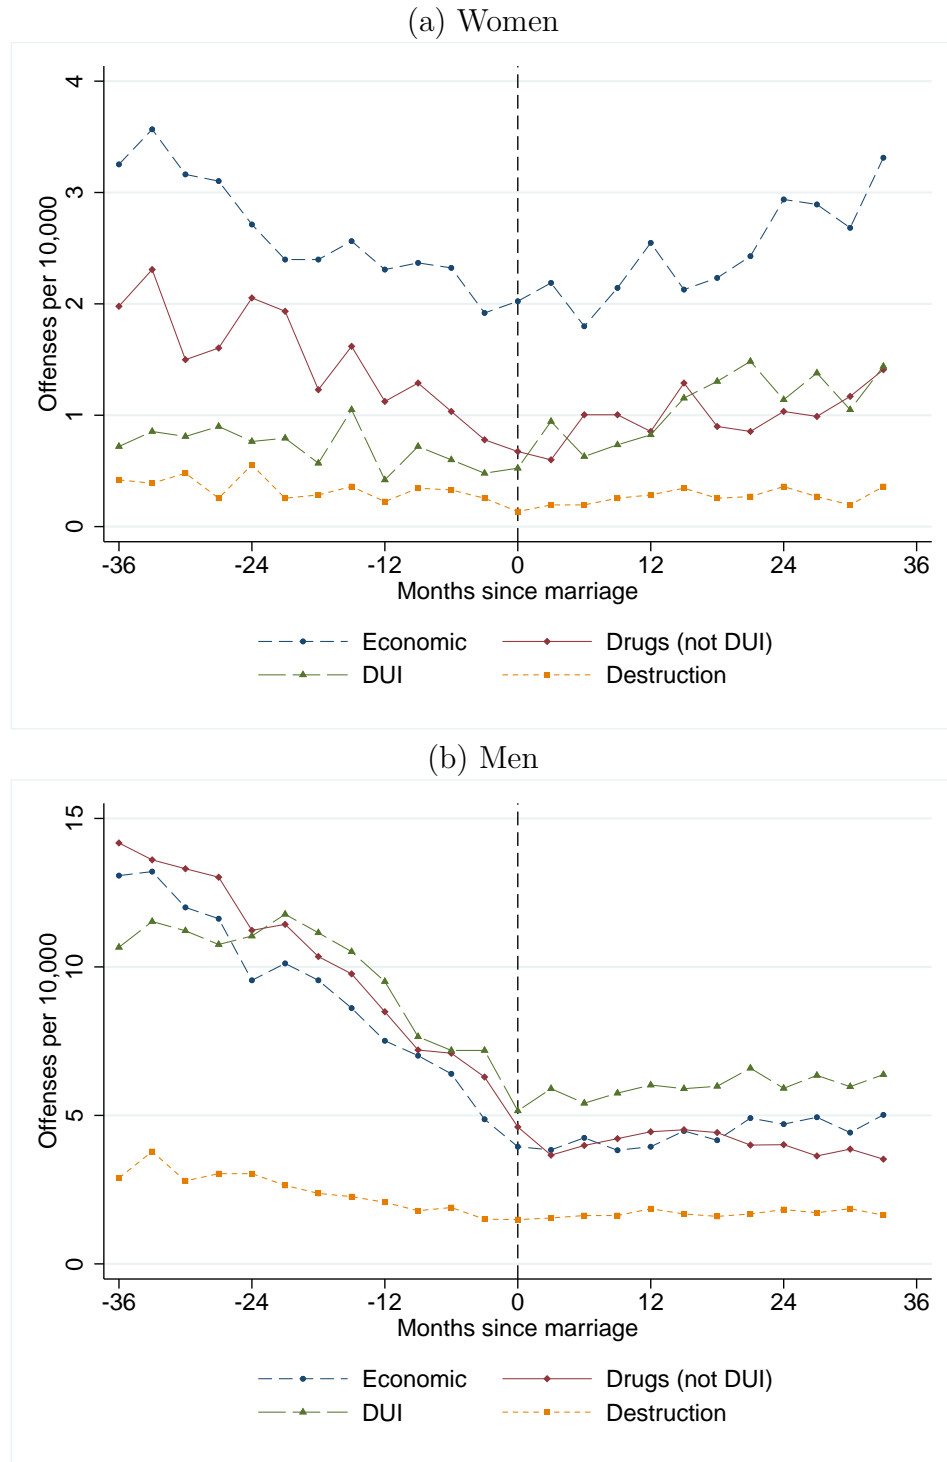 (a) Women
4
3
2
1
0
Offenses per 10,000
-36 -24 -12 0 12 24 36
Months since marriage
Economic Drugs (not DUI)
DUI Destruction
(b) Men
15
10
5
0
Offenses per 10,000
-36 -24 -12 0 12 24 36
Months since marriage
Economic Drugs (not DUI)
DUI Destruction